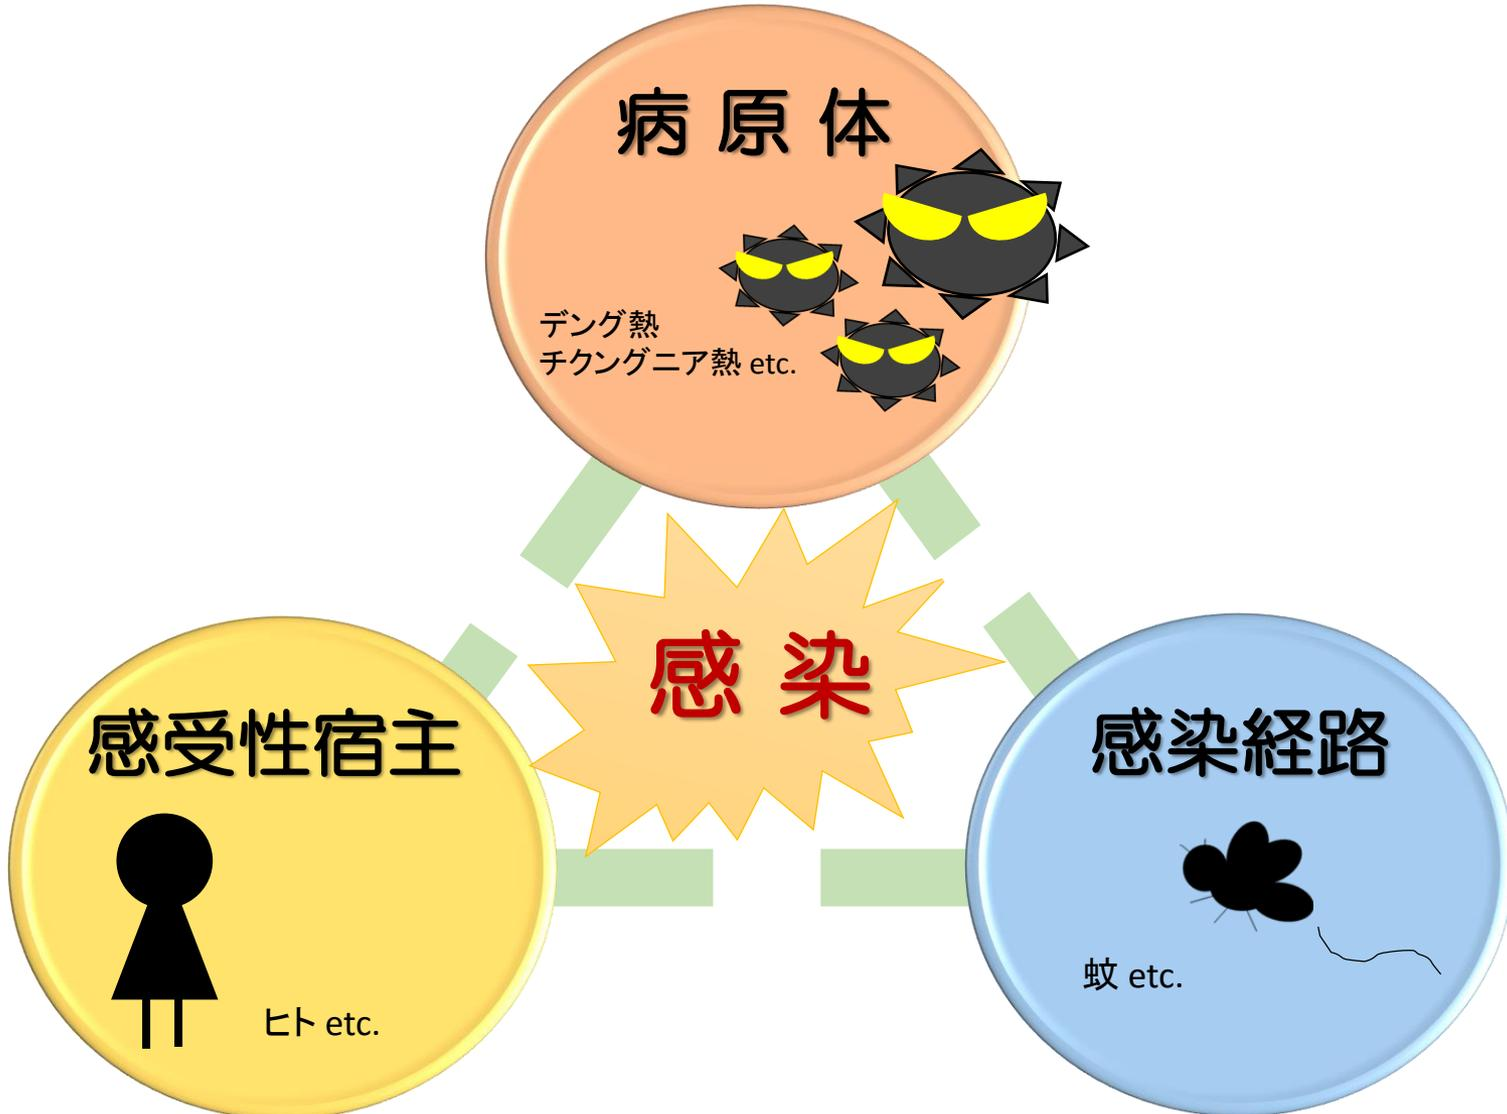 病原体
デング熱
チクングニア熱 etc.
感染
感受性宿主
ヒト etc.
感染経路
蚊 etc.